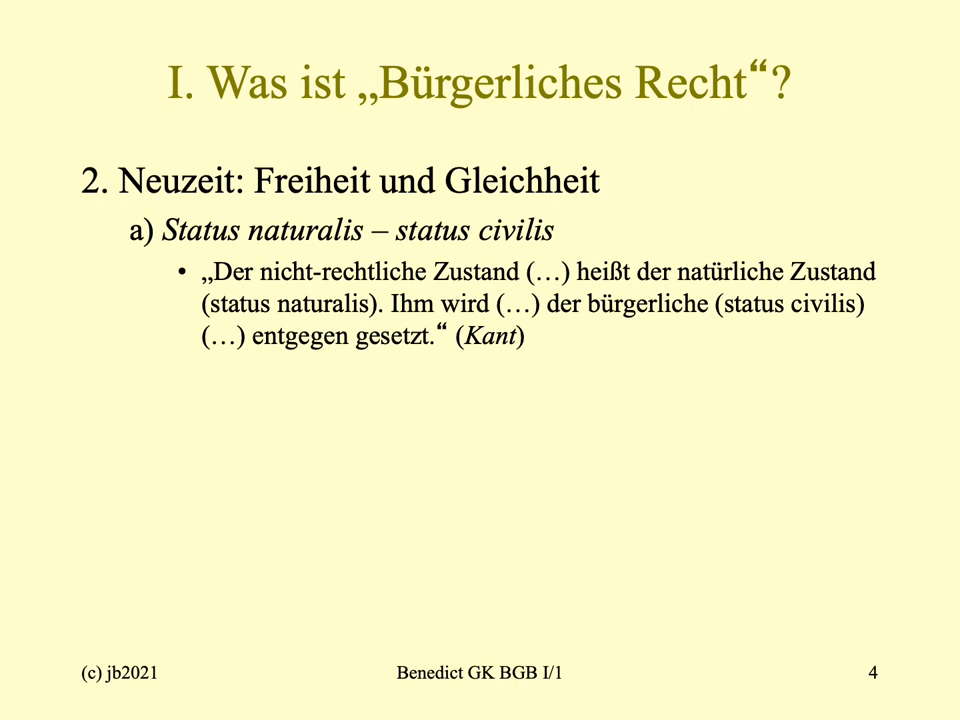 I. Was ist „Bürgerliches Recht“?
2. Neuzeit: Freiheit und Gleichheit
a) Status naturalis – status civilis
• „Der nicht-rechtliche Zustand (…) heißt der natürliche Zustand
(status naturalis). Ihm wird (…) der bürgerliche (status civilis)
(…) entgegen gesetzt.“ (Kant)
(c) jb2021
Benedict GK BGB I/1
4